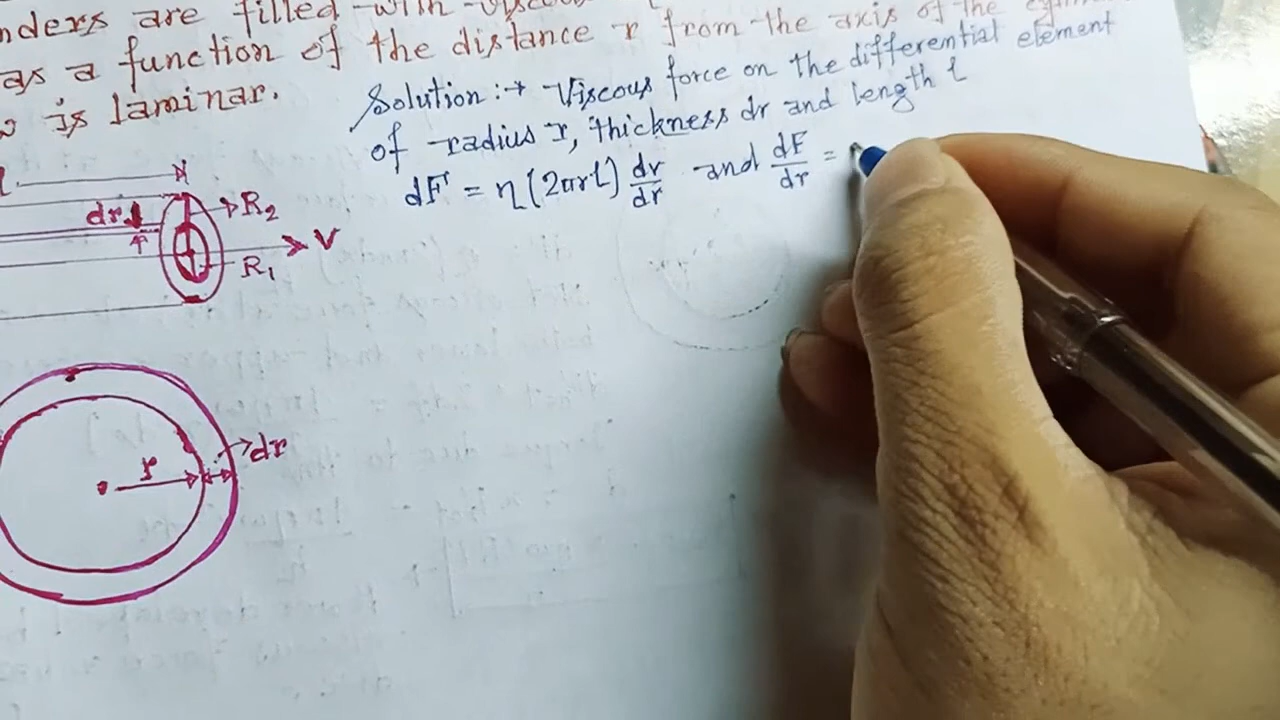 are filled with
as a function of the distance r from the axis of the
is laminar.
Solution :→ Viscous force on the differential element
of radius r, thickness dr and length l
dF = η (2πrl) dv/dr and dF/dr =
l
dr
R₂
V
R₁
r
dr